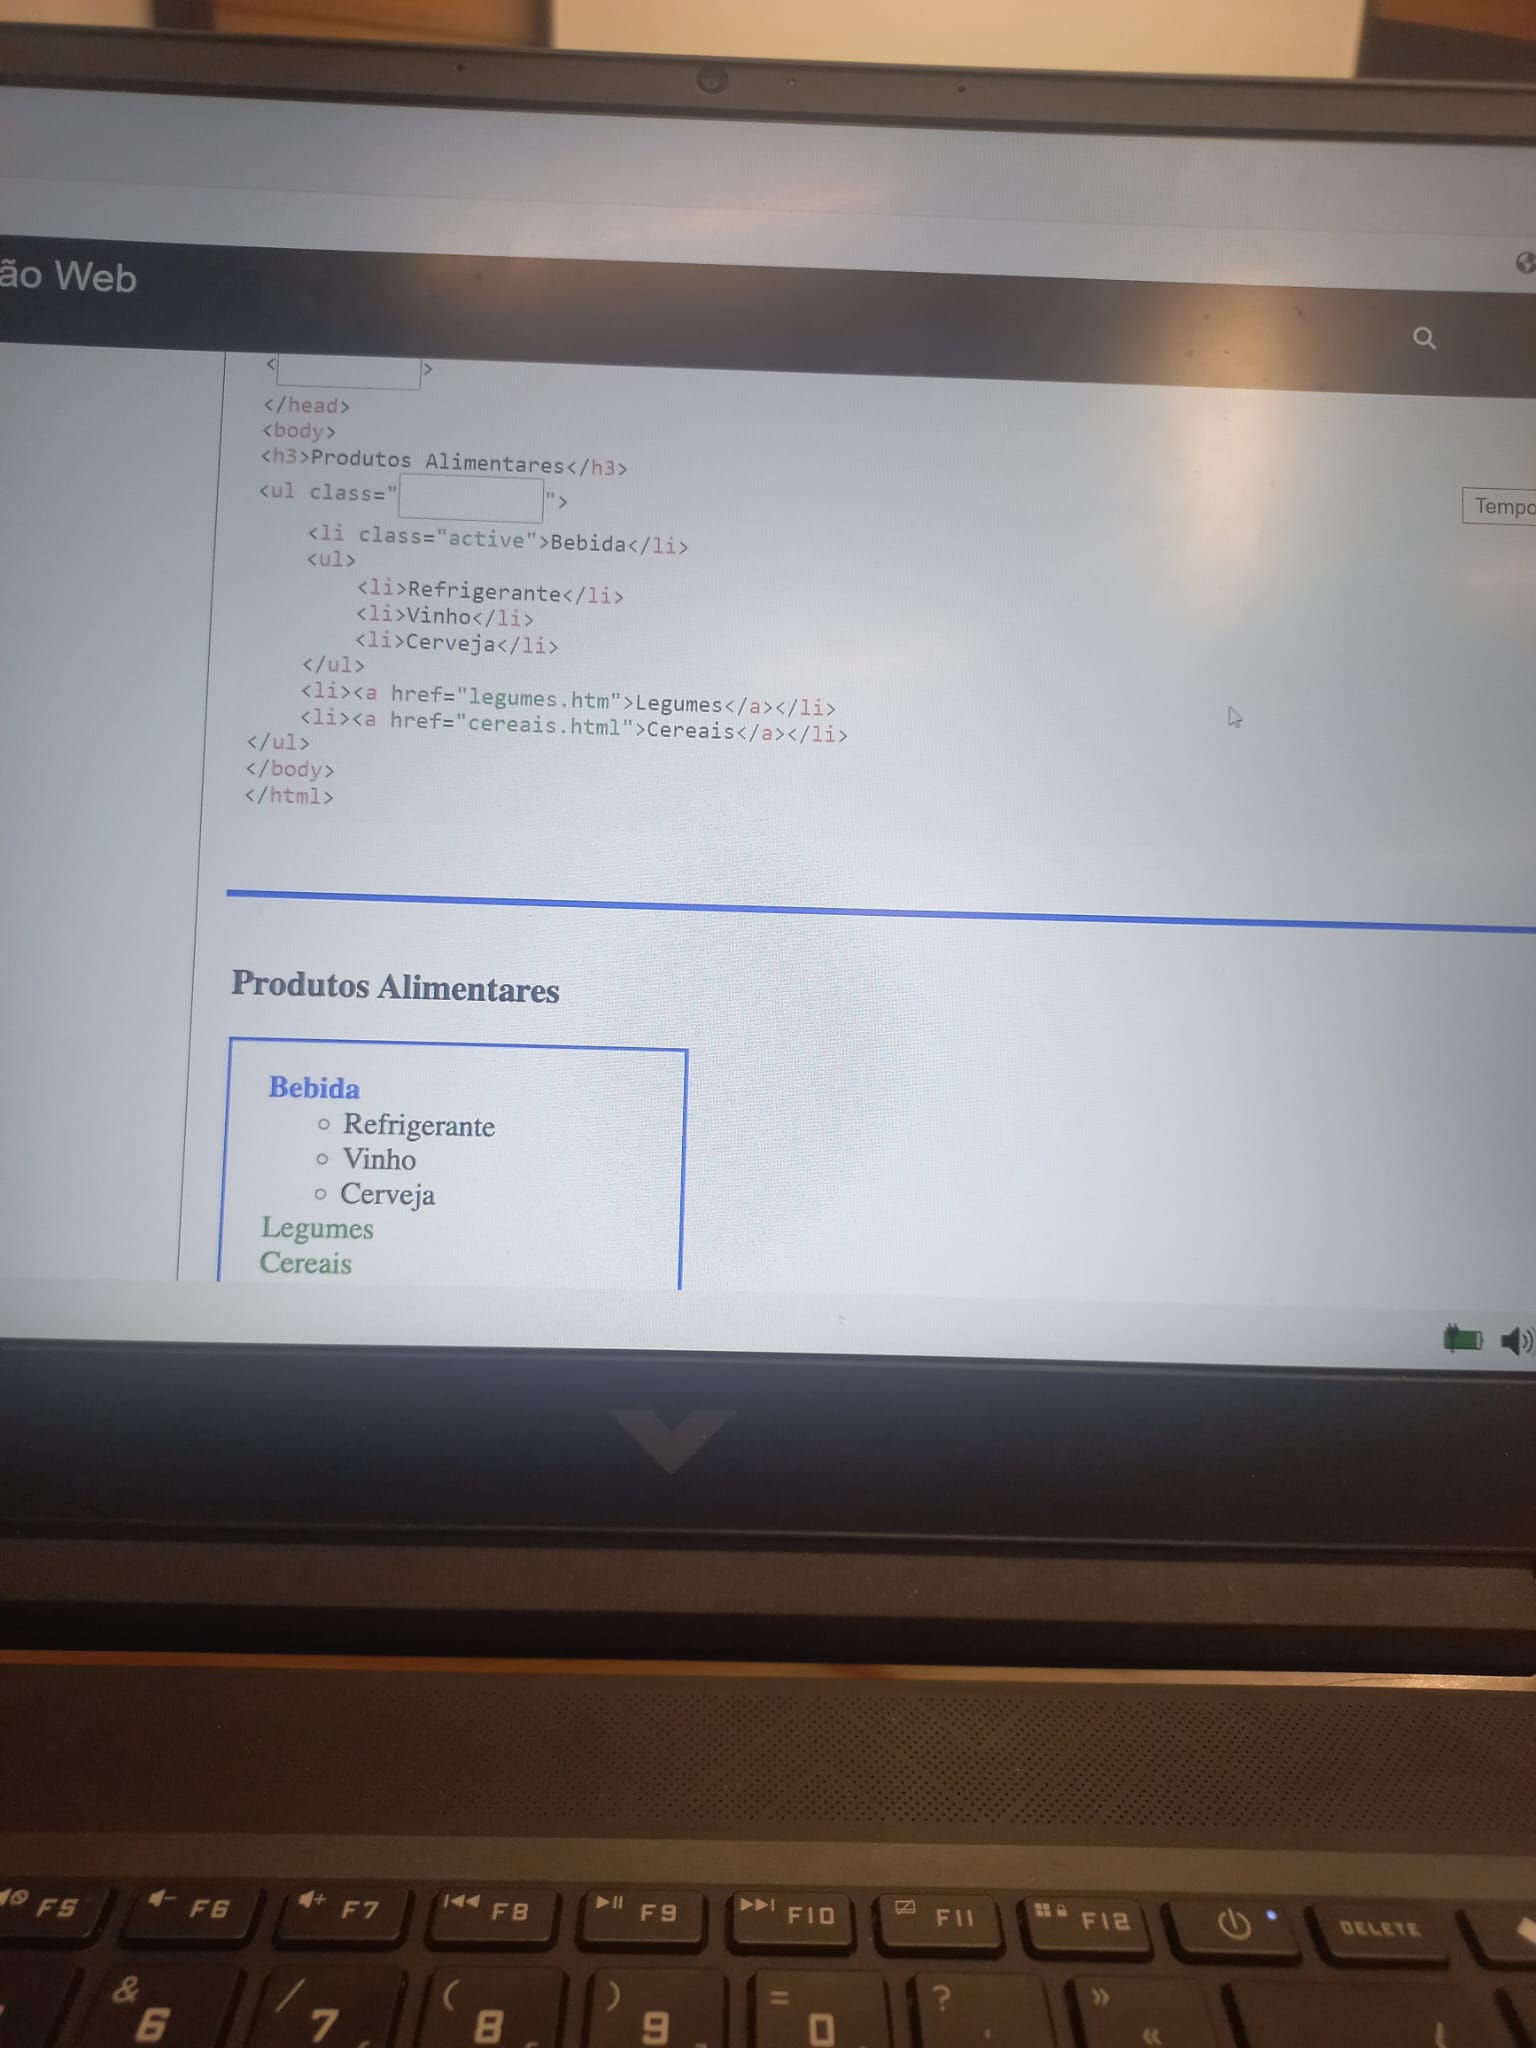 ão Web
< >
</head>
<body>
<h3>Produtos Alimentares</h3>
<ul class=" ">
Tempo
<li class="active">Bebida</li>
<ul>
<li>Refrigerante</li>
<li>Vinho</li>
<li>Cerveja</li>
</ul>
<li><a href="legumes.htm">Legumes</a></li>
<li><a href="cereais.html">Cereais</a></li>
</ul>
</body>
</html>
Produtos Alimentares
Bebida
Refrigerante
Vinho
Cerveja
Legumes
Cereais
F5 F6 F7 F8 F9 F10 F11 F12 DELETE
& / ( ) = ? »
6 7 8 9 0 ' «